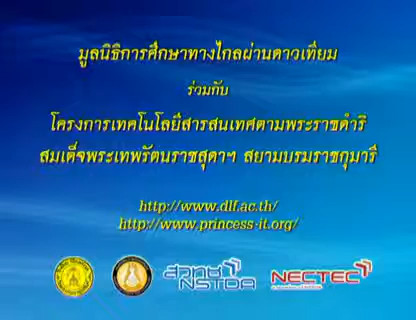 มูลนิธิการศึกษาทางไกลผ่านดาวเทียม
ร่วมกับ
โครงการเทคโนโลยีสารสนเทศตามพระราชดำริ
สมเด็จพระเทพรัตนราชสุดาฯ สยามบรมราชกุมารี
http://www.dlf.ac.th/
http://www.princess-it.org/
สวทช
NSTDA
NECTEC